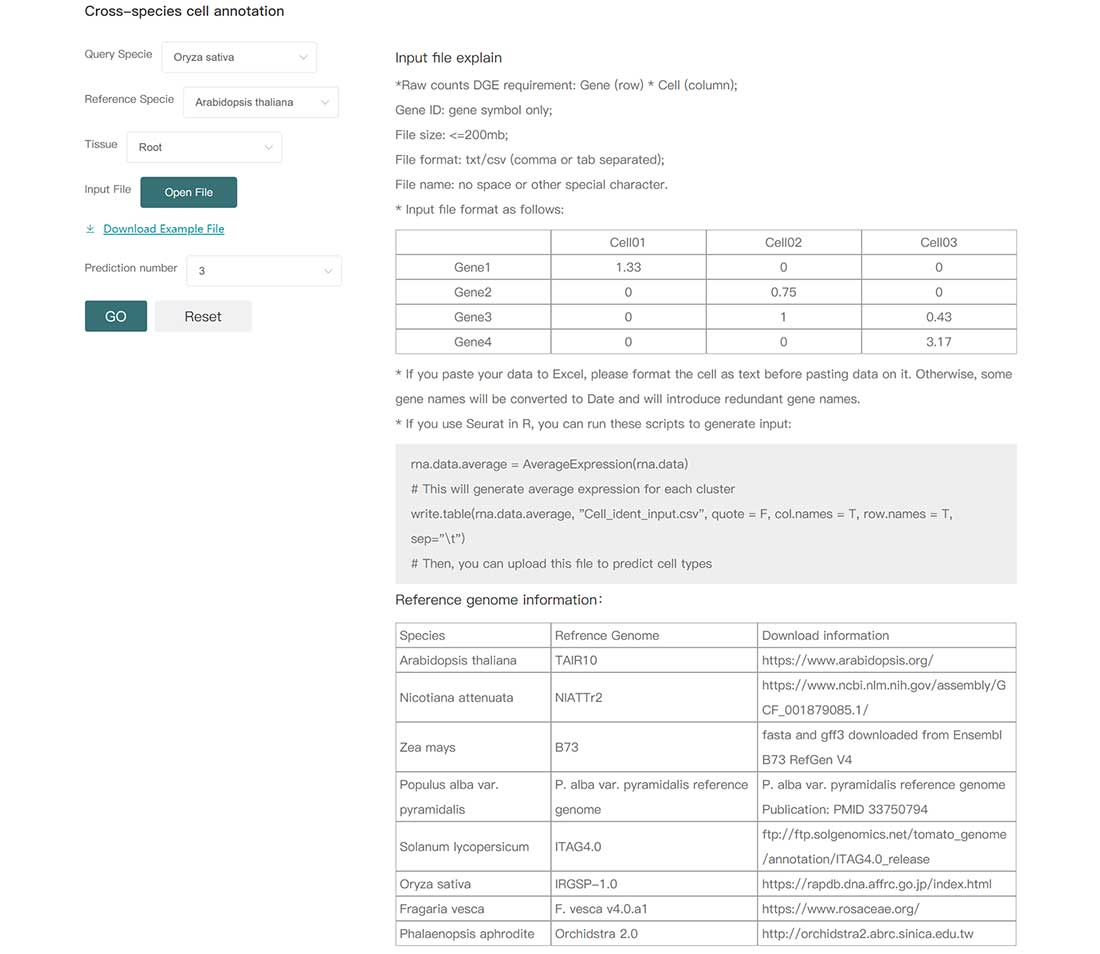 Cross-species cell annotation
Query Specie Oryza sativa
Reference Specie Arabidopsis thaliana
Tissue Root
Input File Open File
Download Example File
Prediction number 3
GO Reset
Input file explain
*Raw counts DGE requirement: Gene (row) * Cell (column);
Gene ID: gene symbol only;
File size: <=200mb;
File format: txt/csv (comma or tab separated);
File name: no space or other special character.
* Input file format as follows:
Cell01 Cell02 Cell03
Gene1 1.33 0 0
Gene2 0 0.75 0
Gene3 0 1 0.43
Gene4 0 0 3.17
* If you paste your data to Excel, please format the cell as text before pasting data on it. Otherwise, some
gene names will be converted to Date and will introduce redundant gene names.
* If you use Seurat in R, you can run these scripts to generate input:
rna.data.average = AverageExpression(rna.data)
# This will generate average expression for each cluster
write.table(rna.data.average, ”Cell_ident_input.csv”, quote = F, col.names = T, row.names = T,
sep=”\t”)
# Then, you can upload this file to predict cell types
Reference genome information：
Species Refrence Genome Download information
Arabidopsis thaliana TAIR10 https://www.arabidopsis.org/
Nicotiana attenuata NIATTr2 https://www.ncbi.nlm.nih.gov/assembly/G
CF_001879085.1/
Zea mays B73 fasta and gff3 downloaded from Ensembl
B73 RefGen V4
Populus alba var. P. alba var. pyramidalis reference P. alba var. pyramidalis reference genome
pyramidalis genome Publication: PMID 33750794
Solanum lycopersicum ITAG4.0 ftp://ftp.solgenomics.net/tomato_genome
/annotation/ITAG4.0_release
Oryza sativa IRGSP-1.0 https://rapdb.dna.affrc.go.jp/index.html
Fragaria vesca F. vesca v4.0.a1 https://www.rosaceae.org/
Phalaenopsis aphrodite Orchidstra 2.0 http://orchidstra2.abrc.sinica.edu.tw